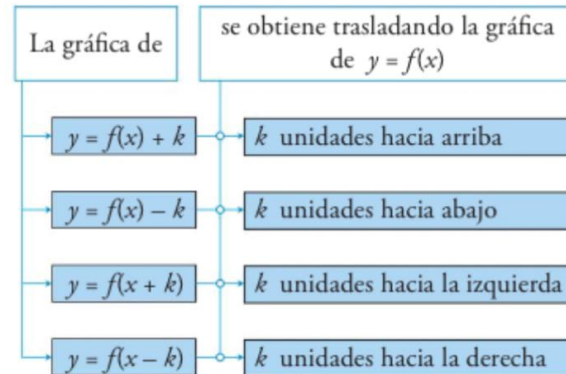 La gráfica de
se obtiene trasladando la gráfica
de y = f(x)
y = f(x) + k
k unidades hacia arriba
y = f(x) – k
k unidades hacia abajo
y = f(x + k)
k unidades hacia la izquierda
y = f(x – k)
k unidades hacia la derecha